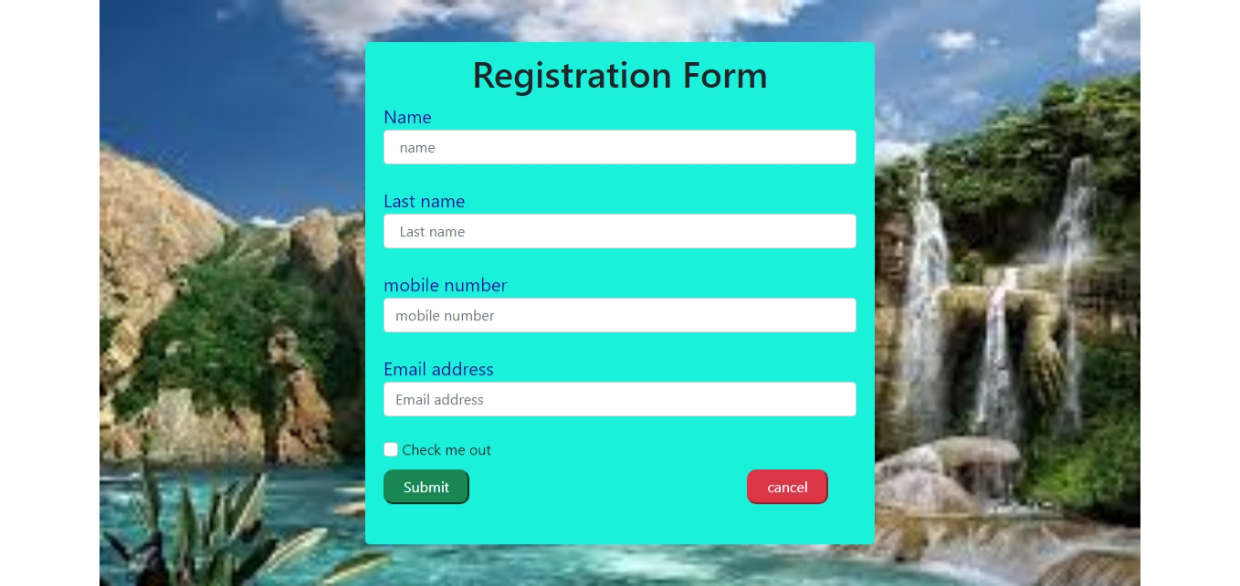 Registration Form
Name
name
Last name
Last name
mobile number
mobile number
Email address
Email address
Check me out
Submit cancel